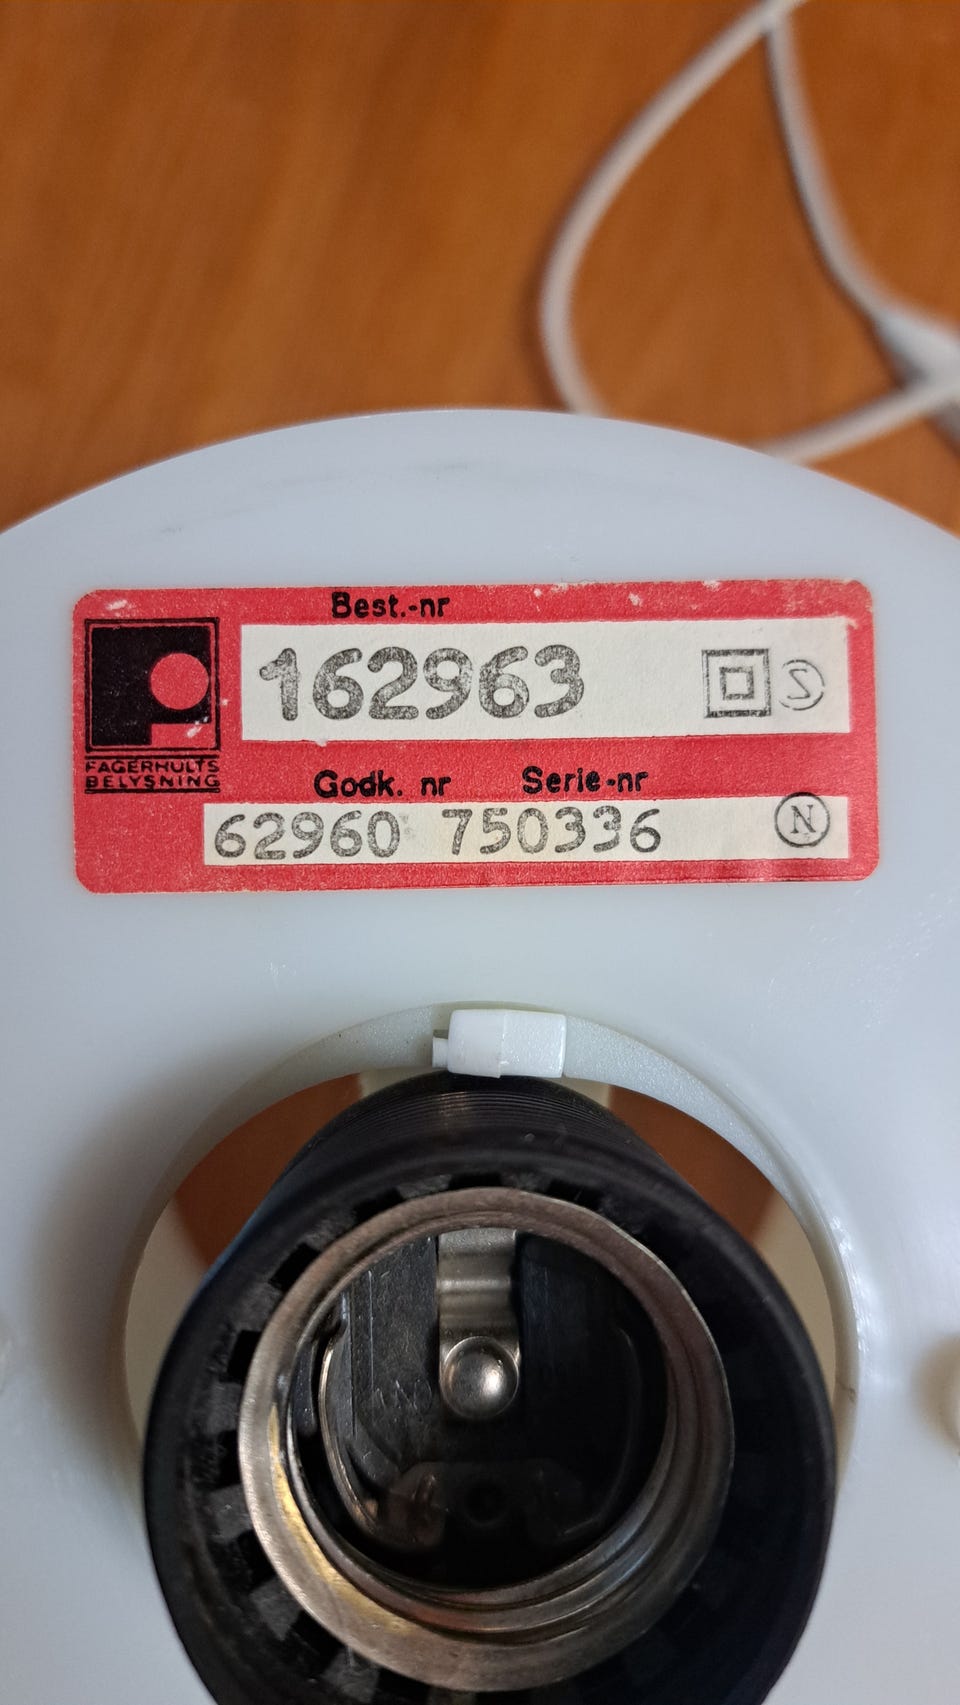 Best.-nr
162963 S
FAGERHULTS
BELYSNING
Godk. nr Serie-nr
62960 750336 N